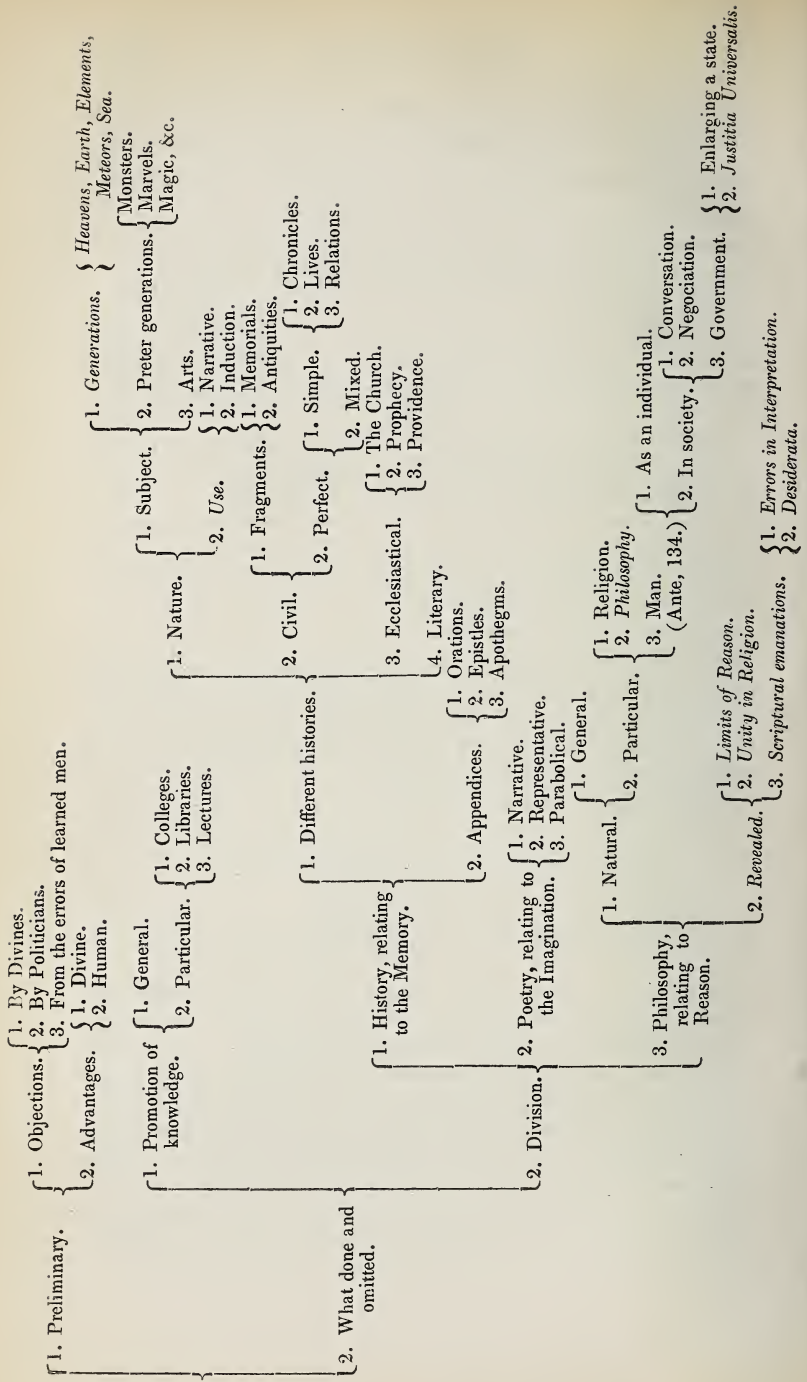 1. Preliminary.
1. Objections.
1. By Divines.
2. By Politicians.
3. From the errors of learned men.
2. Advantages.
1. Divine.
2. Human.
2. What done and
omitted.
1. Promotion of
knowledge.
1. General.
2. Particular.
1. Colleges.
2. Libraries.
3. Lectures.
2. Division.
1. History, relating
to the Memory.
1. Different histories.
1. Nature.
1. Subject.
1. Generations.
Heavens, Earth, Elements,
Meteors, Sea.
2. Preter generations.
Monsters.
Marvels.
Magic, &c.
3. Arts.
2. Use.
1. Narrative.
2. Induction.
2. Civil.
1. Fragments.
1. Memorials.
2. Antiquities.
2. Perfect.
1. Simple.
1. Chronicles.
2. Lives.
3. Relations.
2. Mixed.
3. Ecclesiastical.
1. The Church.
2. Prophecy.
3. Providence.
4. Literary.
2. Appendices.
1. Orations.
2. Epistles.
3. Apothegms.
2. Poetry, relating to
the Imagination.
1. Narrative.
2. Representative.
3. Parabolical.
3. Philosophy,
relating to
Reason.
1. Natural.
1. General.
2. Particular.
1. Religion.
2. Philosophy.
3. Man.
(Ante, 134.)
1. As an individual.
2. In society.
1. Conversation.
2. Negociation.
3. Government.
1. Enlarging a state.
2. Justitia Universalis.
2. Revealed.
1. Limits of Reason.
2. Unity in Religion.
3. Scriptural emanations.
1. Errors in Interpretation.
2. Desiderata.